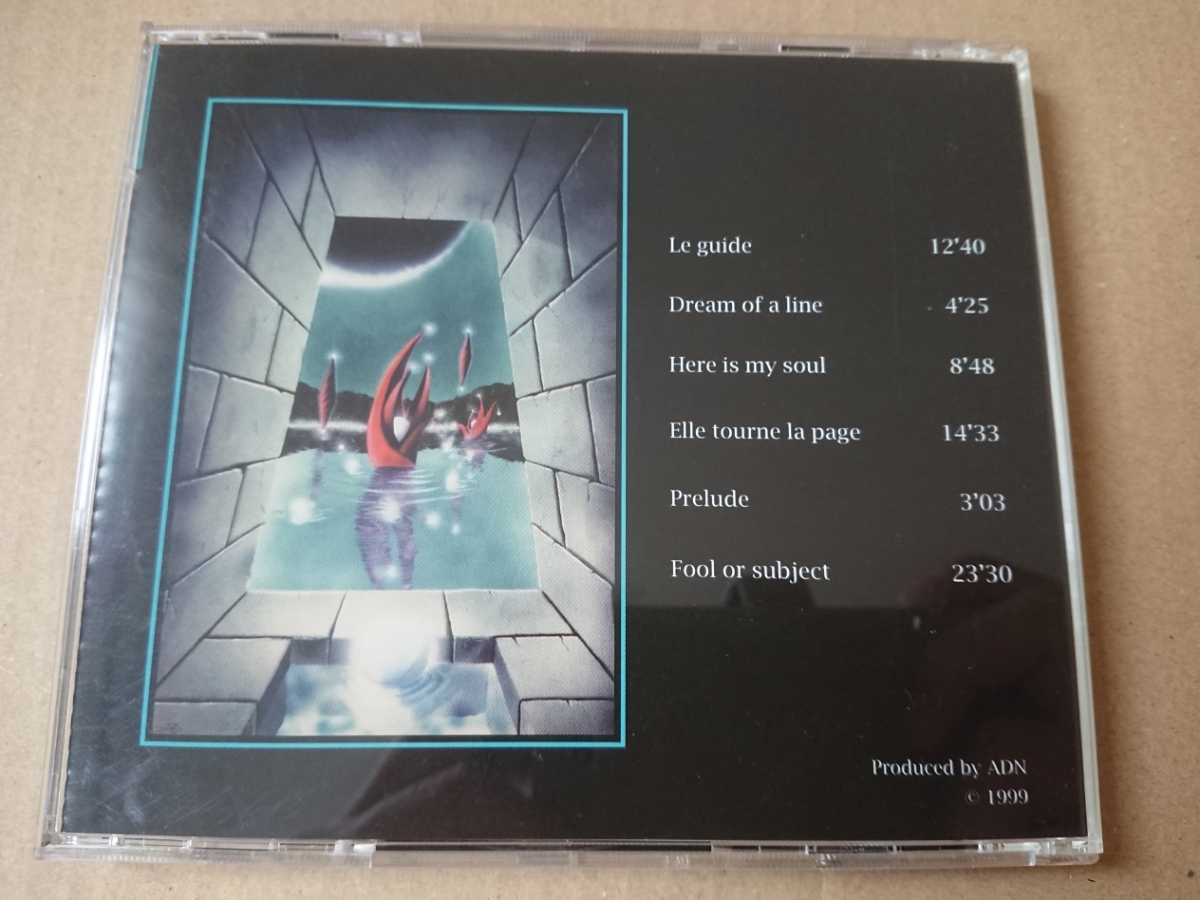 Le guide 12'40
Dream of a line 4'25
Here is my soul 8'48
Elle tourne la page 14'33
Prelude 3'03
Fool or subject 23'30
Produced by ADN
© 1999